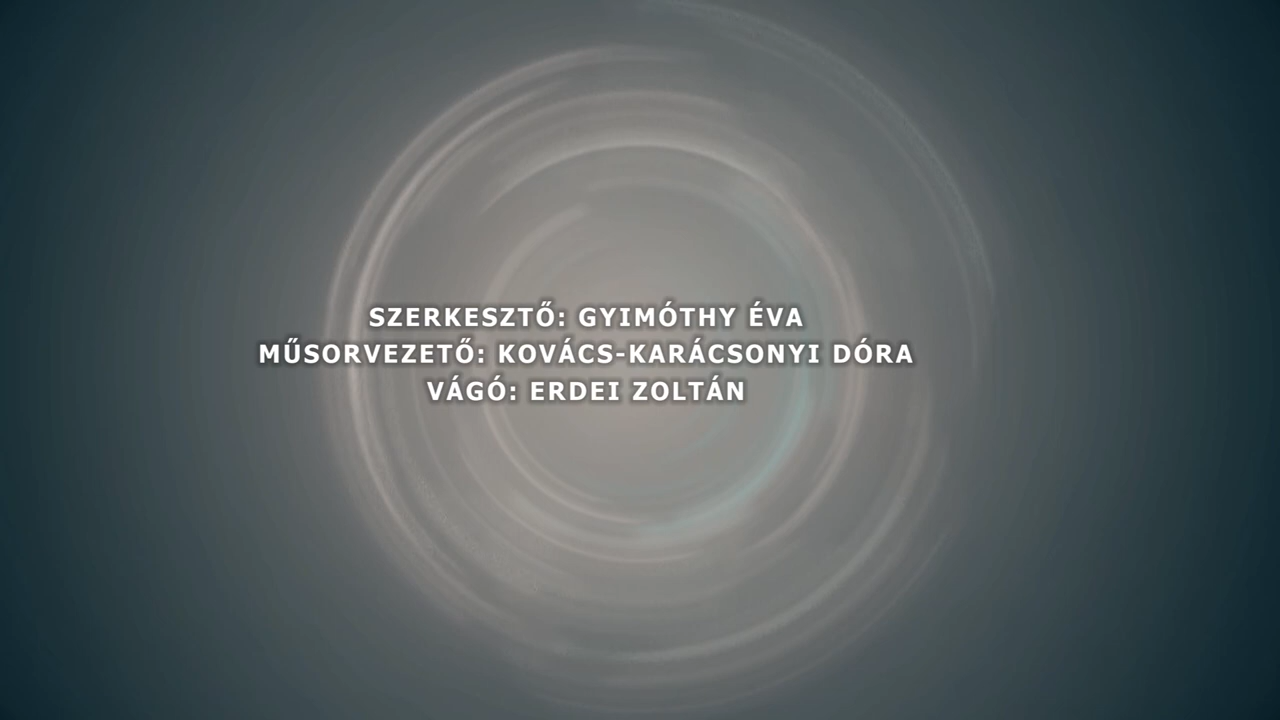 SZERKESZTŐ: GYIMÓTHY ÉVA
MŰSORVEZETŐ: KOVÁCS-KARÁCSONYI DÓRA
VÁGÓ: ERDEI ZOLTÁN